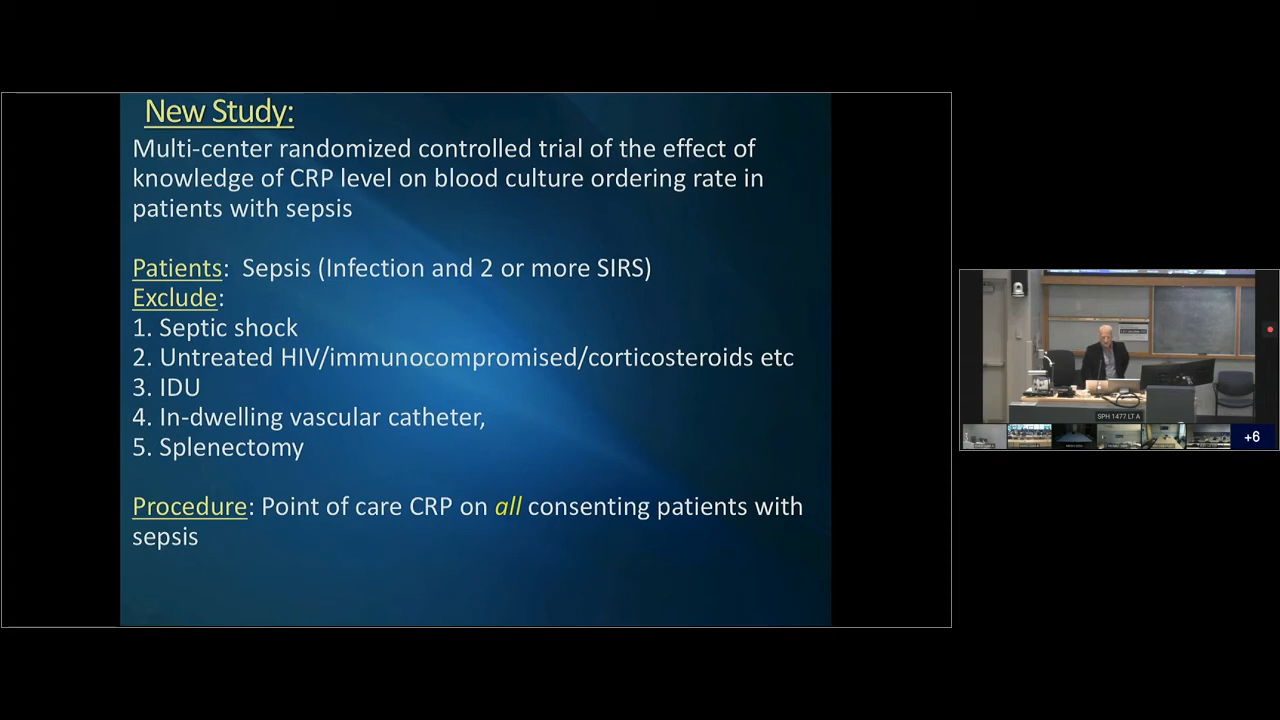 New Study:
Multi-center randomized controlled trial of the effect of
knowledge of CRP level on blood culture ordering rate in
patients with sepsis
Patients: Sepsis (Infection and 2 or more SIRS)
Exclude:
1. Septic shock
2. Untreated HIV/immunocompromised/corticosteroids etc
3. IDU
4. In-dwelling vascular catheter,
5. Splenectomy
Procedure: Point of care CRP on all consenting patients with
sepsis
SPH 1477 LT A
+6